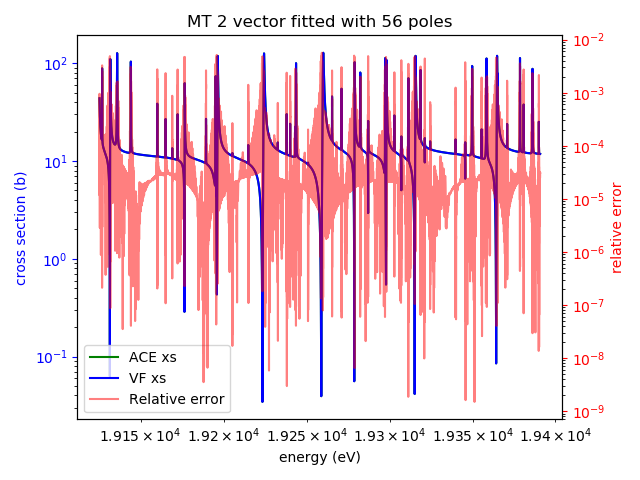 MT 2 vector fitted with 56 poles
10²
10¹
10⁰
10⁻¹
cross section (b)
10⁻²
10⁻³
10⁻⁴
10⁻⁵
10⁻⁶
10⁻⁷
10⁻⁸
10⁻⁹
relative error
ACE xs
VF xs
Relative error
1.915 × 10⁴ 1.92 × 10⁴ 1.925 × 10⁴ 1.93 × 10⁴ 1.935 × 10⁴ 1.94 × 10⁴
energy (eV)